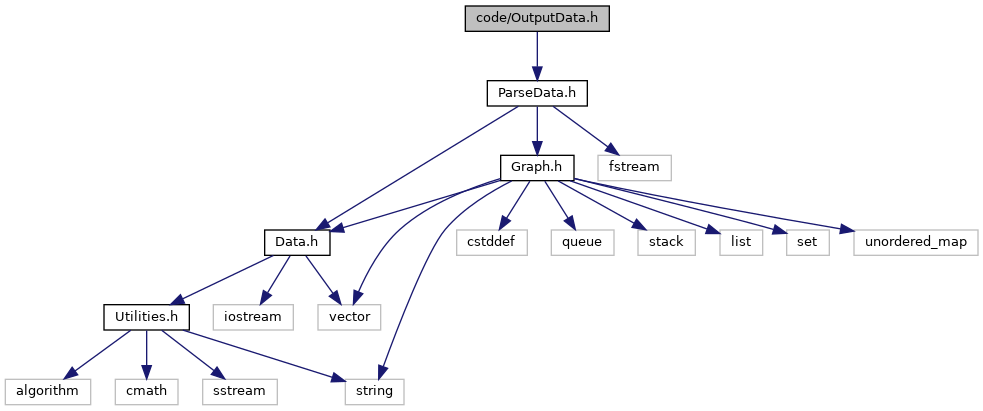 code/OutputData.h
ParseData.h
Graph.h
fstream
Data.h
cstddef
queue
stack
list
set
unordered_map
Utilities.h
iostream
vector
algorithm
cmath
sstream
string